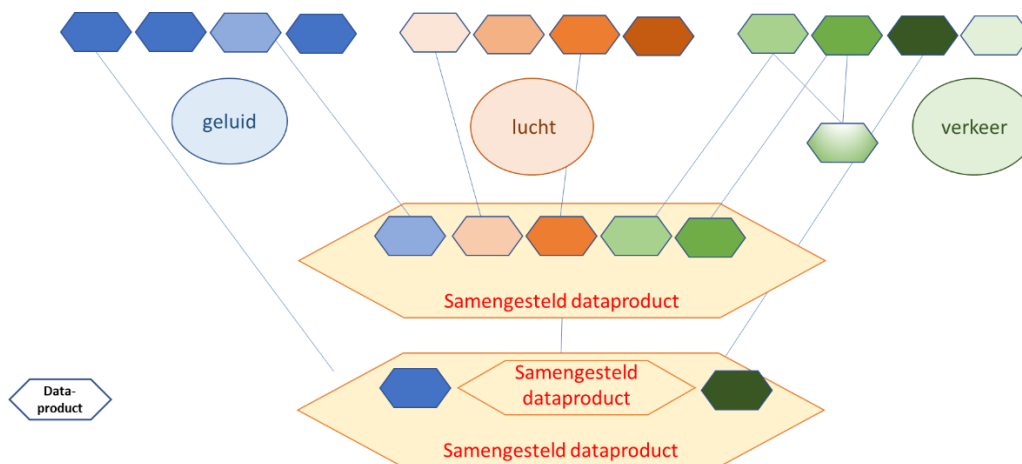 geluid
lucht
verkeer
Samengesteld dataproduct
Samengesteld
dataproduct
Data-
product
Samengesteld dataproduct